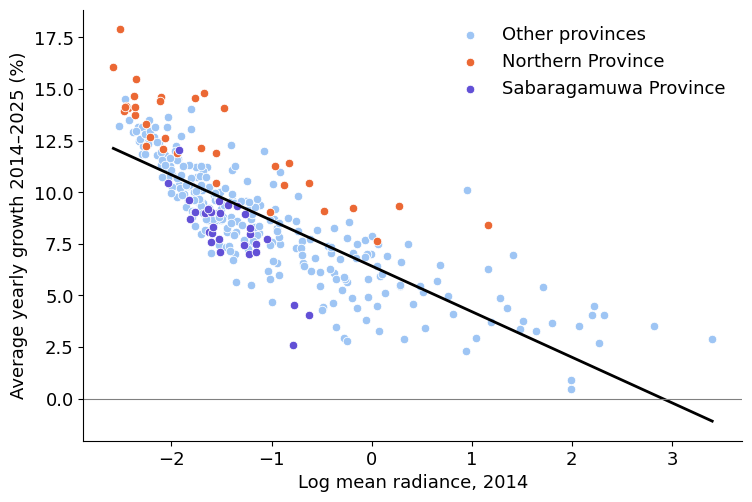 Other provinces
Northern Province
Sabaragamuwa Province
Average yearly growth 2014–2025 (%)
17.5
15.0
12.5
10.0
7.5
5.0
2.5
0.0
−2 −1 0 1 2 3
Log mean radiance, 2014